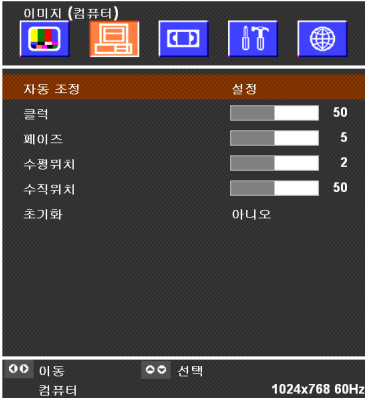 이미지 (컴퓨터)
자동 조정 설정
클럭 50
페이즈 5
수평위치 2
수직위치 50
초기화 아니오
이동 선택
컴퓨터 1024x768 60Hz